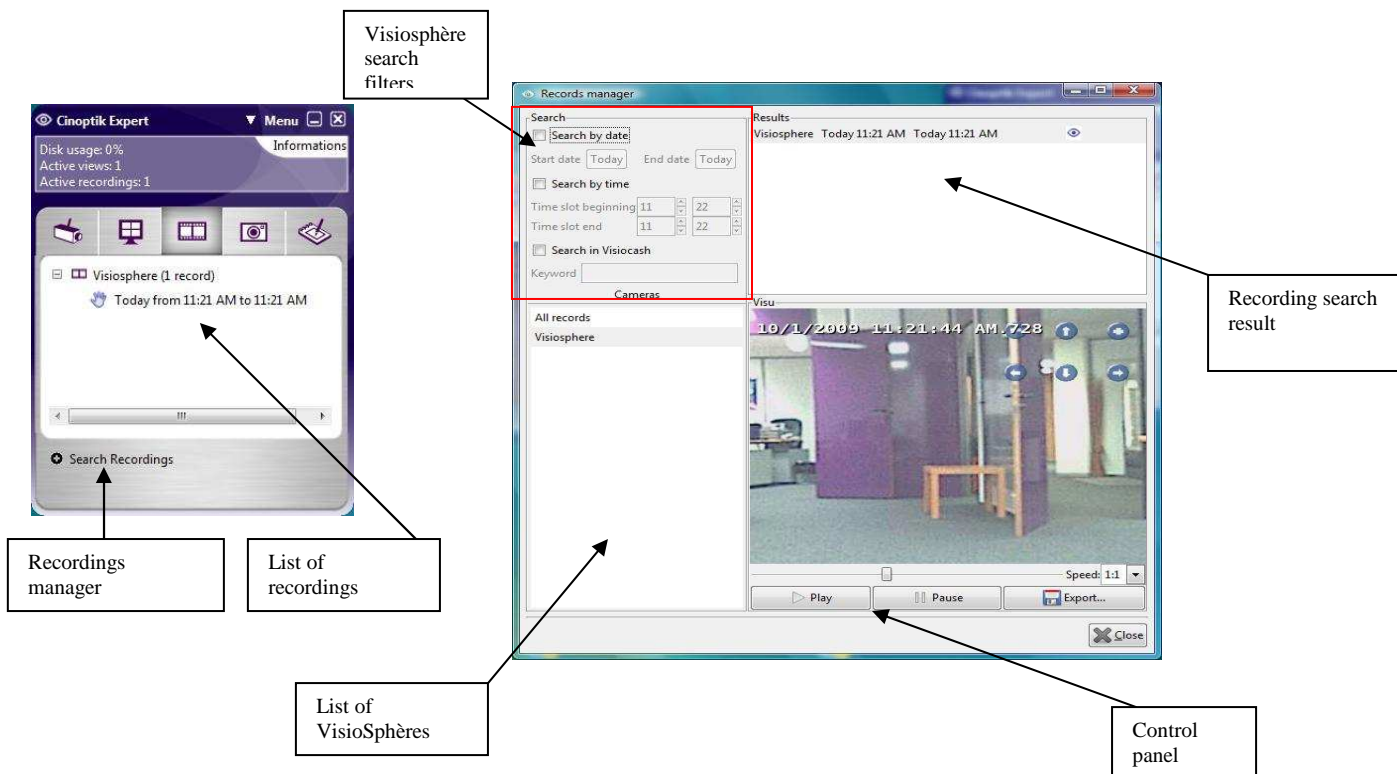 Visiosphère
search
filters
Cinoptik Expert
Menu
Disk usage: 0%
Informations
Active views: 1
Active recordings: 1
Visiosphere (1 record)
Today from 11:21 AM to 11:21 AM
Search Recordings
Recordings
manager
List of
recordings
Records manager
Search
Search by date
Start date Today End date Today
Search by time
Time slot beginning 11 22
Time slot end 11 22
Search in Visiocash
Keyword
Cameras
All records
Visiosphere
Results
Visiosphere Today 11:21 AM Today 11:21 AM
Visu
10/1/2009 11:21:44 AM.728
Speed: 1:1
Play
Pause
Export...
Close
Recording search
result
List of
VisioSphères
Control
panel